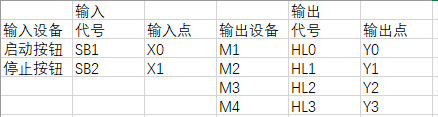 输入 输出
输入设备 代号 输入点 输出设备 代号 输出点
启动按钮 SB1 X0 M1 HL0 Y0
停止按钮 SB2 X1 M2 HL1 Y1
M3 HL2 Y2
M4 HL3 Y3